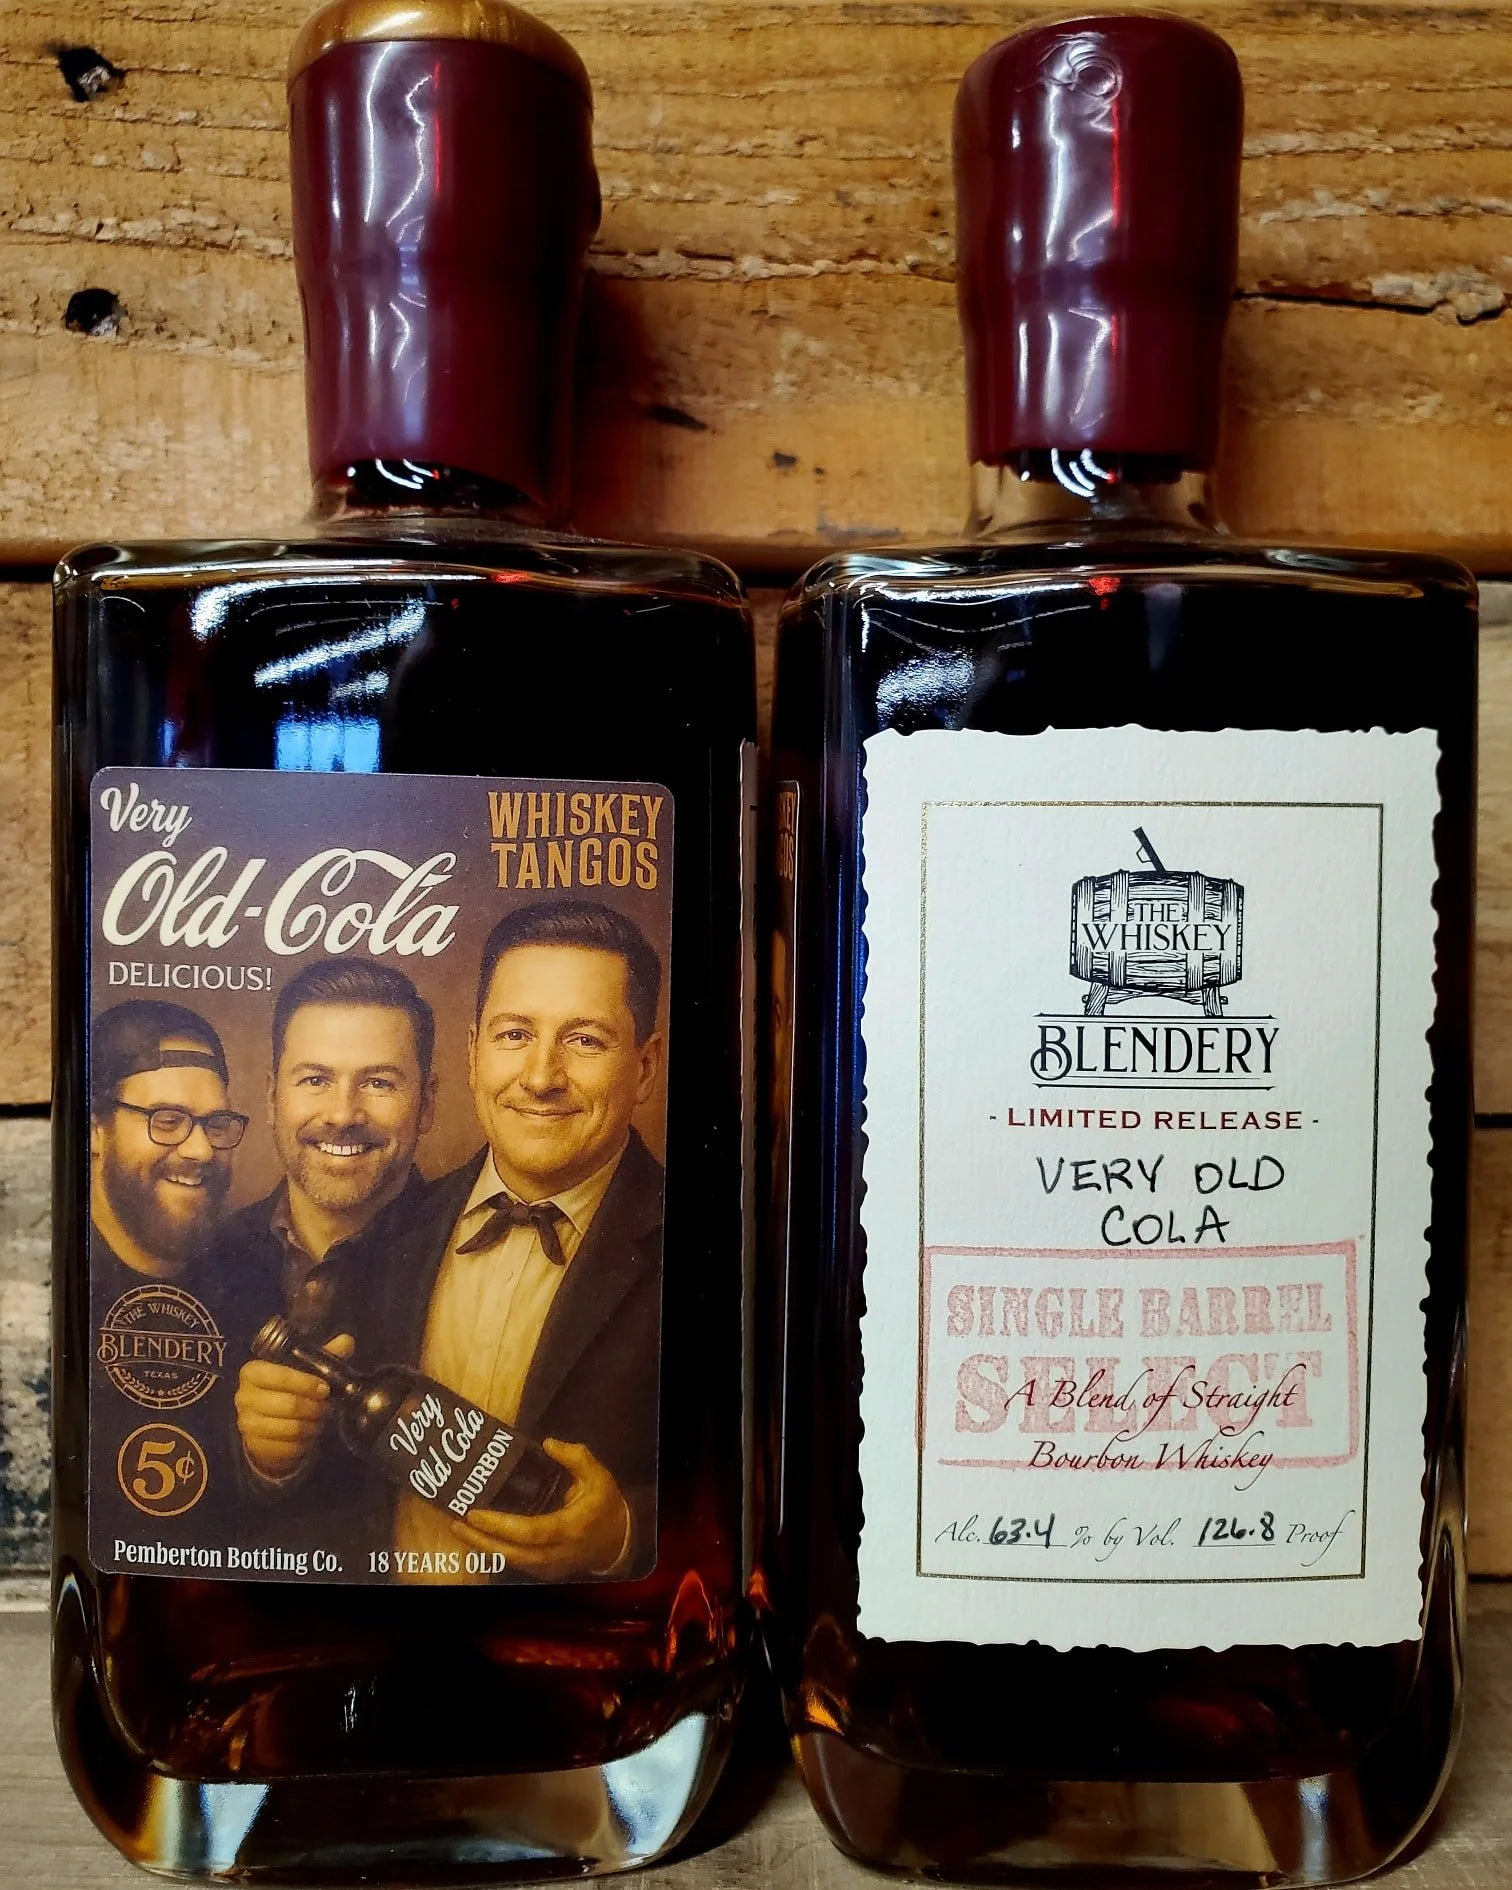 Very
Old-Cola
DELICIOUS!
WHISKEY
TANGOS
THE WHISKEY
BLENDERY
TEXAS
5¢
Very
Old Cola
BOURBON
Pemberton Bottling Co. 18 YEARS OLD
THE
WHISKEY
BLENDERY
- LIMITED RELEASE -
VERY OLD
COLA
SINGLE BARREL
SELECT
A Blend of Straight
Bourbon Whiskey
Alc. 63.4 % by Vol. 126.8 Proof